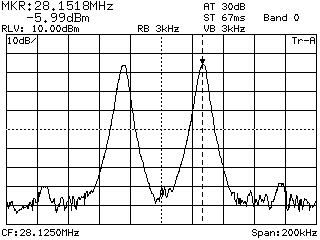 MKR:28.1518MHz AT 30dB
-5.99dBm ST 67ms Band 0
RLV: 10.00dBm RB 3kHz VB 3kHz
10dB/ Tr-A
CF:28.1250MHz Span:200kHz